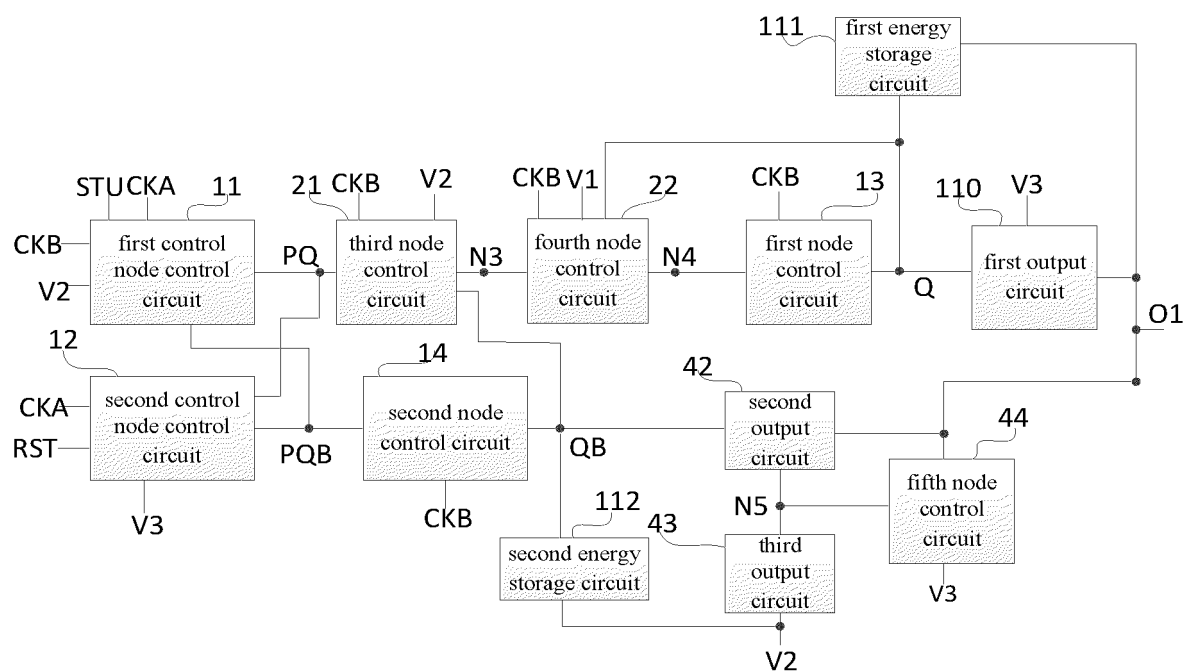 111
first energy
storage
circuit
STU CKA
11
CKB
first control
node control
circuit
V2
PQ
21
CKB
V2
third node
control
circuit
N3
CKB
V1
22
fourth node
control
circuit
N4
CKB
13
first node
control
circuit
Q
110
V3
first output
circuit
O1
12
CKA
second control
node control
circuit
RST
V3
PQB
14
second node
control circuit
CKB
QB
42
second
output
circuit
44
fifth node
control
circuit
V3
N5
112
second energy
storage circuit
43
third
output
circuit
V2